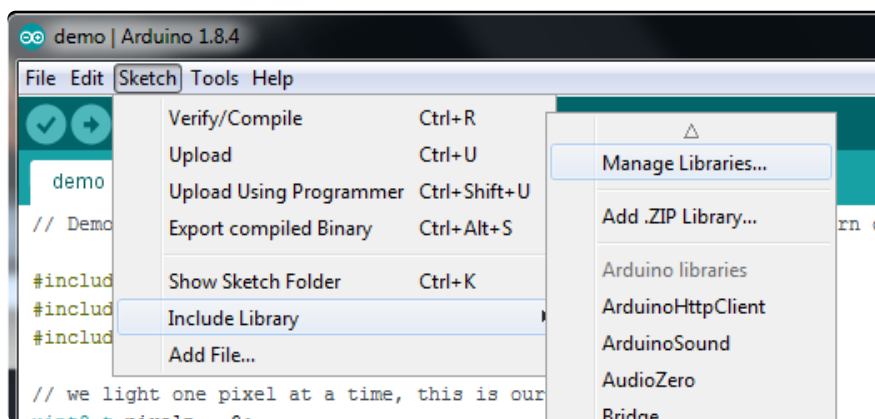 demo | Arduino 1.8.4
File Edit Sketch Tools Help
Verify/Compile Ctrl+R
Upload Ctrl+U
Upload Using Programmer Ctrl+Shift+U
Export compiled Binary Ctrl+Alt+S
Show Sketch Folder Ctrl+K
Include Library
Add File...
Manage Libraries...
Add .ZIP Library...
Arduino libraries
ArduinoHttpClient
ArduinoSound
AudioZero
Bridge
demo
// Demo
#includ
#includ
#includ
// we light one pixel at a time, this is our